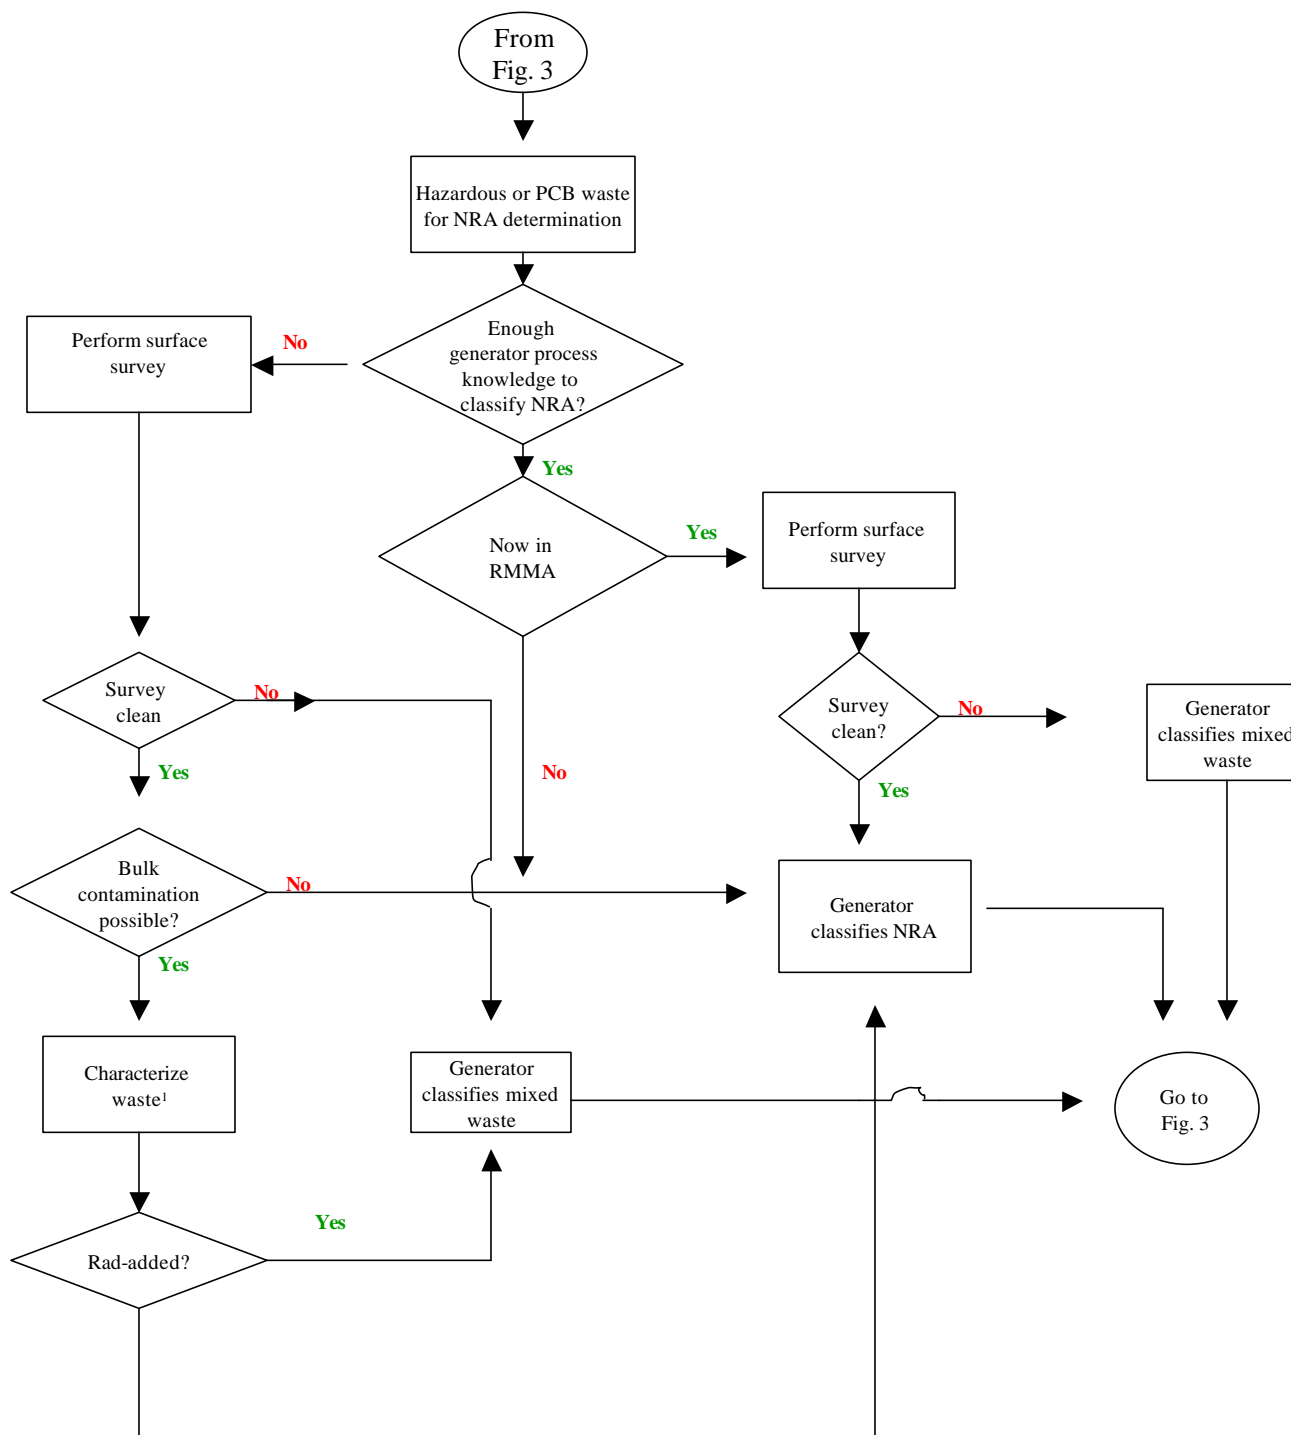 From
Fig. 3
Hazardous or PCB waste
for NRA determination
Enough
generator process
knowledge to
classify NRA?
No
Perform surface
survey
Yes
Now in
RMMA
Yes
Perform surface
survey
Survey
clean
No
Yes
No
Survey
clean?
No
Generator
classifies mixed
waste
Yes
Bulk
contamination
possible?
No
Generator
classifies NRA
Yes
Characterize
waste¹
Generator
classifies mixed
waste
Go to
Fig. 3
Rad-added?
Yes